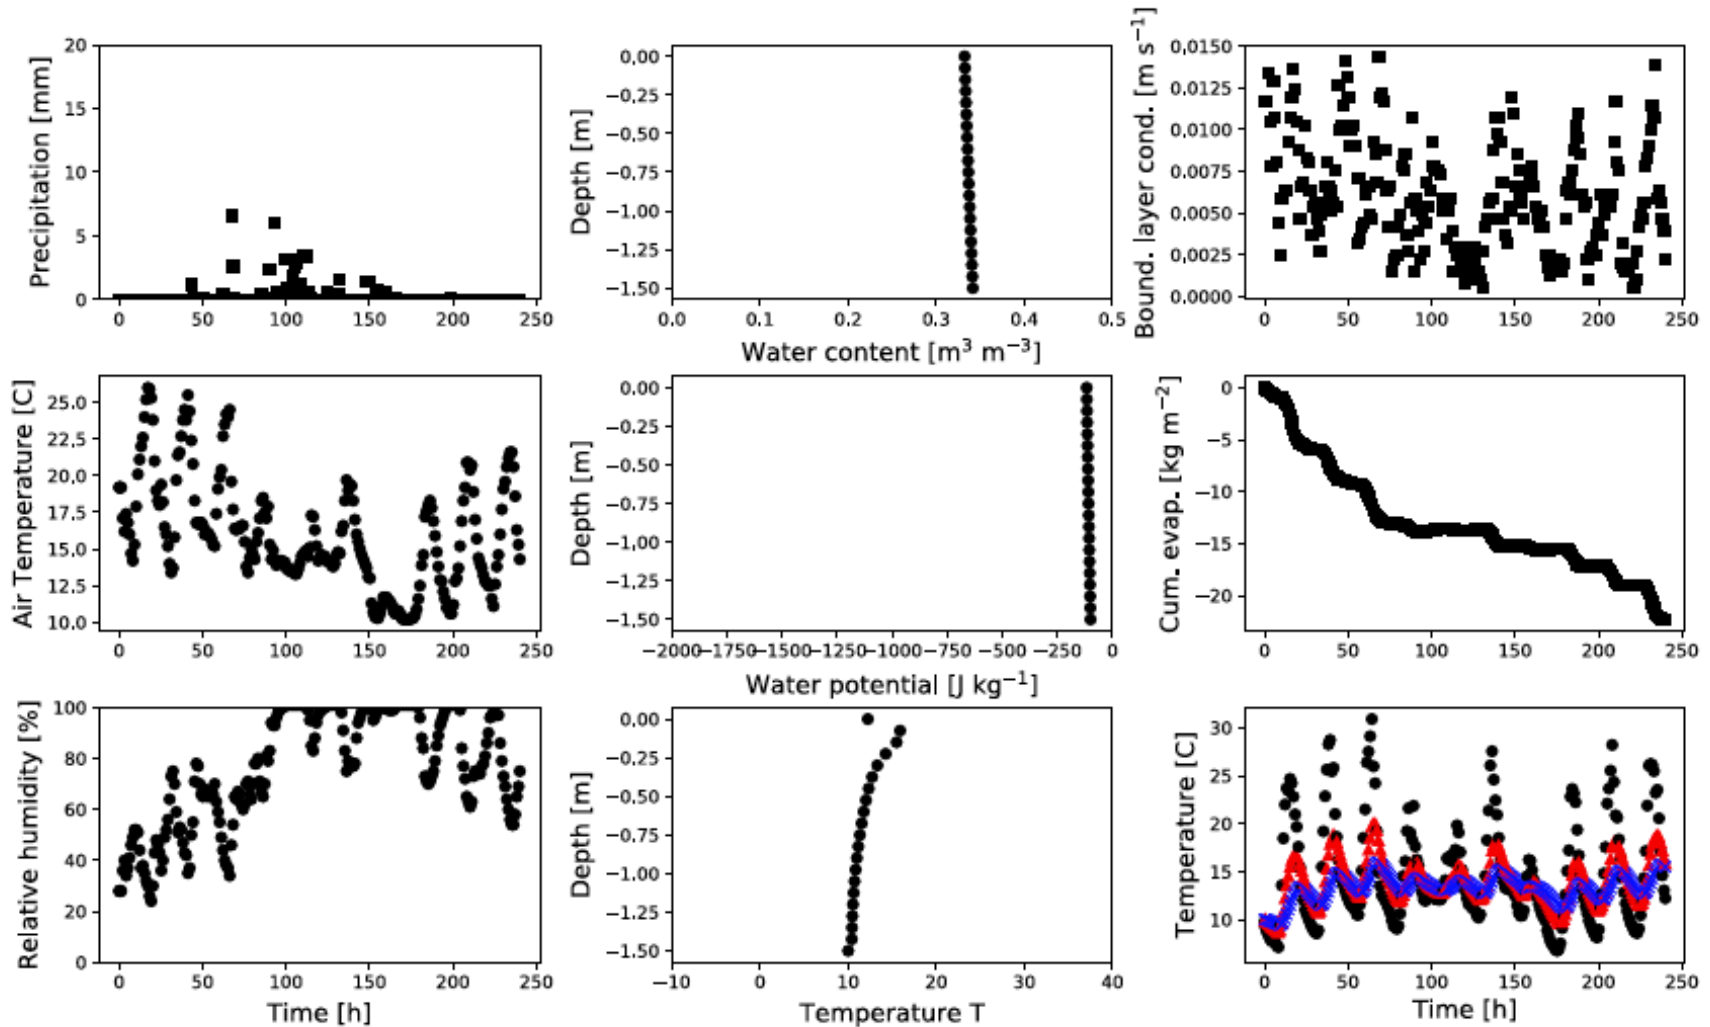 Precipitation [mm]
20
15
10
5
0
0 50 100 150 200 250
Depth [m]
0.00
−0.25
−0.50
−0.75
−1.00
−1.25
−1.50
0.0 0.1 0.2 0.3 0.4 0.5
Water content [m³ m⁻³]
Bound. layer cond. [m s⁻¹]
0.0150
0.0125
0.0100
0.0075
0.0050
0.0025
0.0000
0 50 100 150 200 250
Air Temperature [C]
25.0
22.5
20.0
17.5
15.0
12.5
10.0
0 50 100 150 200 250
Depth [m]
0.00
−0.25
−0.50
−0.75
−1.00
−1.25
−1.50
−2000−1750−1500−1250−1000−750 −500 −250 0
Water potential [J kg⁻¹]
Cum. evap. [kg m⁻²]
0
−5
−10
−15
−20
0 50 100 150 200 250
Relative humidity [%]
100
80
60
40
20
0
0 50 100 150 200 250
Time [h]
Depth [m]
0.00
−0.25
−0.50
−0.75
−1.00
−1.25
−1.50
−10 0 10 20 30 40
Temperature T
Temperature [C]
30
25
20
15
10
0 50 100 150 200 250
Time [h]